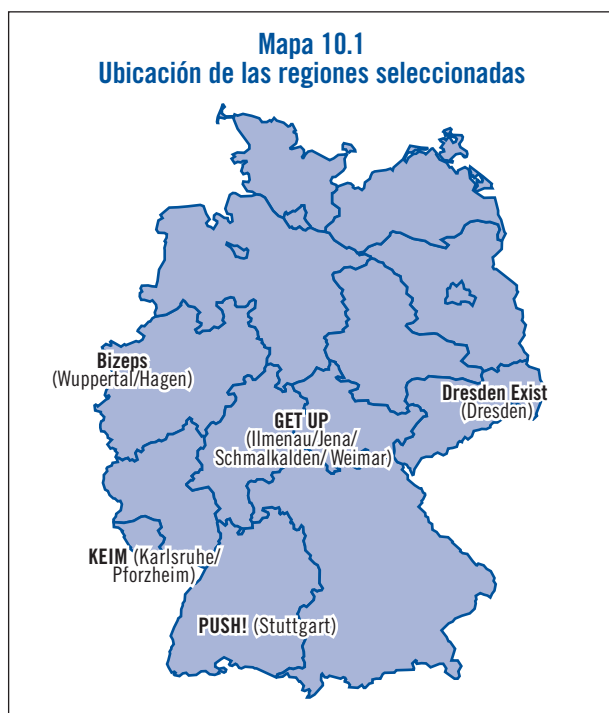 Mapa 10.1
Ubicación de las regiones seleccionadas
Bizeps
(Wuppertal/Hagen)
Dresden Exist
(Dresden)
GET UP
(Ilmenau/Jena/
Schmalkalden/ Weimar)
KEIM (Karlsruhe/
Pforzheim)
PUSH! (Stuttgart)